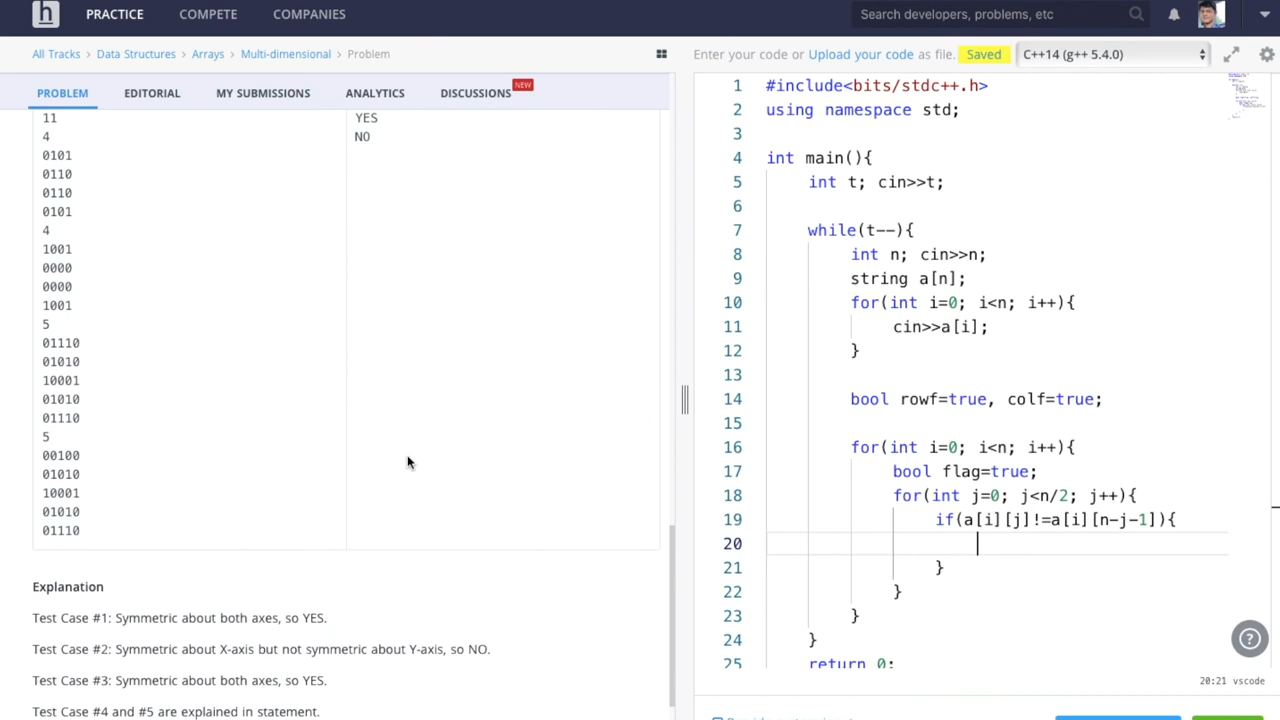 h PRACTICE COMPETE COMPANIES Search developers, problems, etc
All Tracks > Data Structures > Arrays > Multi-dimensional > Problem
Enter your code or Upload your code as file. Saved C++14 (g++ 5.4.0)
PROBLEM EDITORIAL MY SUBMISSIONS ANALYTICS DISCUSSIONS NEW
11 YES
4 NO
0101
0110
0110
0101
4
1001
0000
0000
1001
5
01110
01010
10001
01010
01110
5
00100
01010
10001
01010
01110
Explanation
Test Case #1: Symmetric about both axes, so YES.
Test Case #2: Symmetric about X-axis but not symmetric about Y-axis, so NO.
Test Case #3: Symmetric about both axes, so YES.
Test Case #4 and #5 are explained in statement.
1 #include<bits/stdc++.h>
2 using namespace std;
3
4 int main(){
5 int t; cin>>t;
6
7 while(t--){
8 int n; cin>>n;
9 string a[n];
10 for(int i=0; i<n; i++){
11 cin>>a[i];
12 }
13
14 bool rowf=true, colf=true;
15
16 for(int i=0; i<n; i++){
17 bool flag=true;
18 for(int j=0; j<n/2; j++){
19 if(a[i][j]!=a[i][n-j-1]){
20
21 }
22 }
23 }
24 }
25 return 0;
?
20:21 vscode